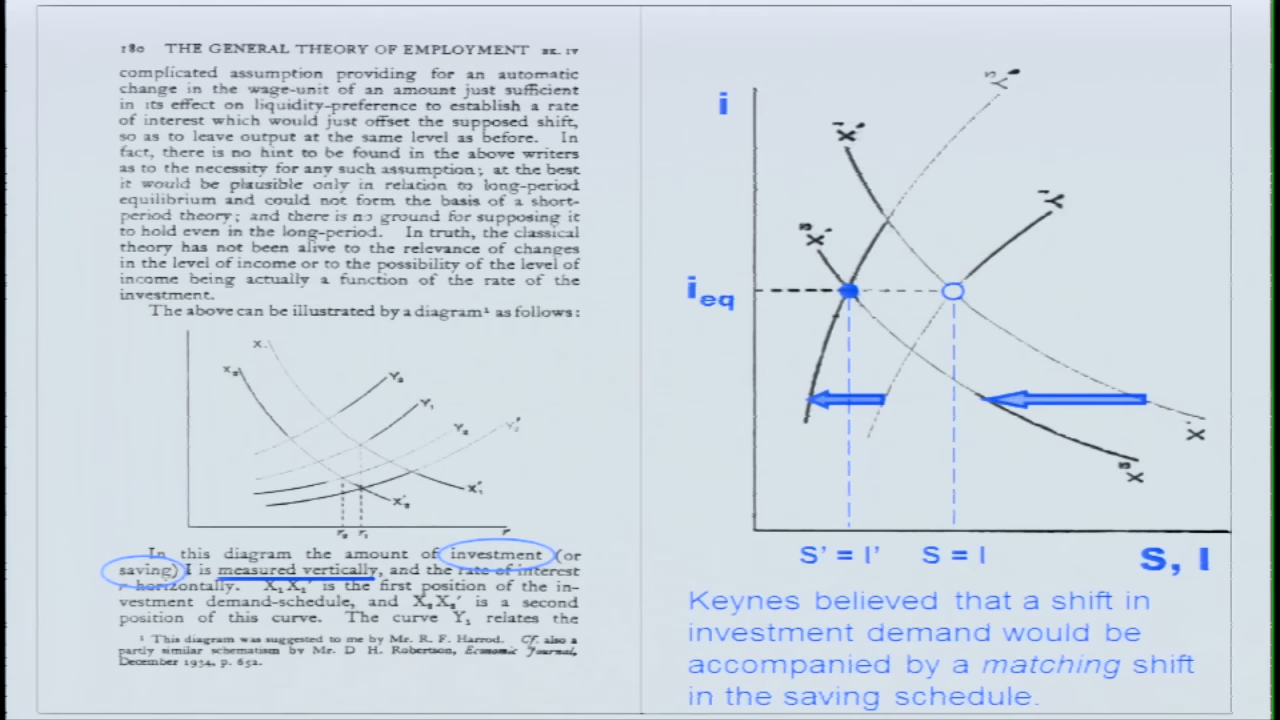 180 THE GENERAL THEORY OF EMPLOYMENT BK. IV
complicated assumption providing for an automatic
change in the wage-unit of an amount just sufficient
in its effect on liquidity-preference to establish a rate
of interest which would just offset the supposed shift,
so as to leave output at the same level as before. In
fact, there is no hint to be found in the above writers
as to the necessity for any such assumption; at the best
it would be plausible only in relation to long-period
equilibrium and could not form the basis of a short-
period theory; and there is no ground for supposing it
to hold even in the long-period. In truth, the classical
theory has not been alive to the relevance of changes
in the level of income or to the possibility of the level of
income being actually a function of the rate of the
investment.
The above can be illustrated by a diagram¹ as follows:
X₂
Y₂
Y₁
X₁'
X₂'
r₂ r₁
r
In this diagram the amount of investment (or
saving) I is measured vertically, and the rate of interest
r horizontally. X₁X₁' is the first position of the in-
vestment demand-schedule, and X₂X₂' is a second
position of this curve. The curve Y₁ relates the
¹ This diagram was suggested to me by Mr. R. F. Harrod. Cf. also a
partly similar schematism by Mr. D H. Robertson, Economic Journal,
December 1934, p. 652.
i
i eq
S' = I'
S = I
S, I
Keynes believed that a shift in
investment demand would be
accompanied by a matching shift
in the saving schedule.